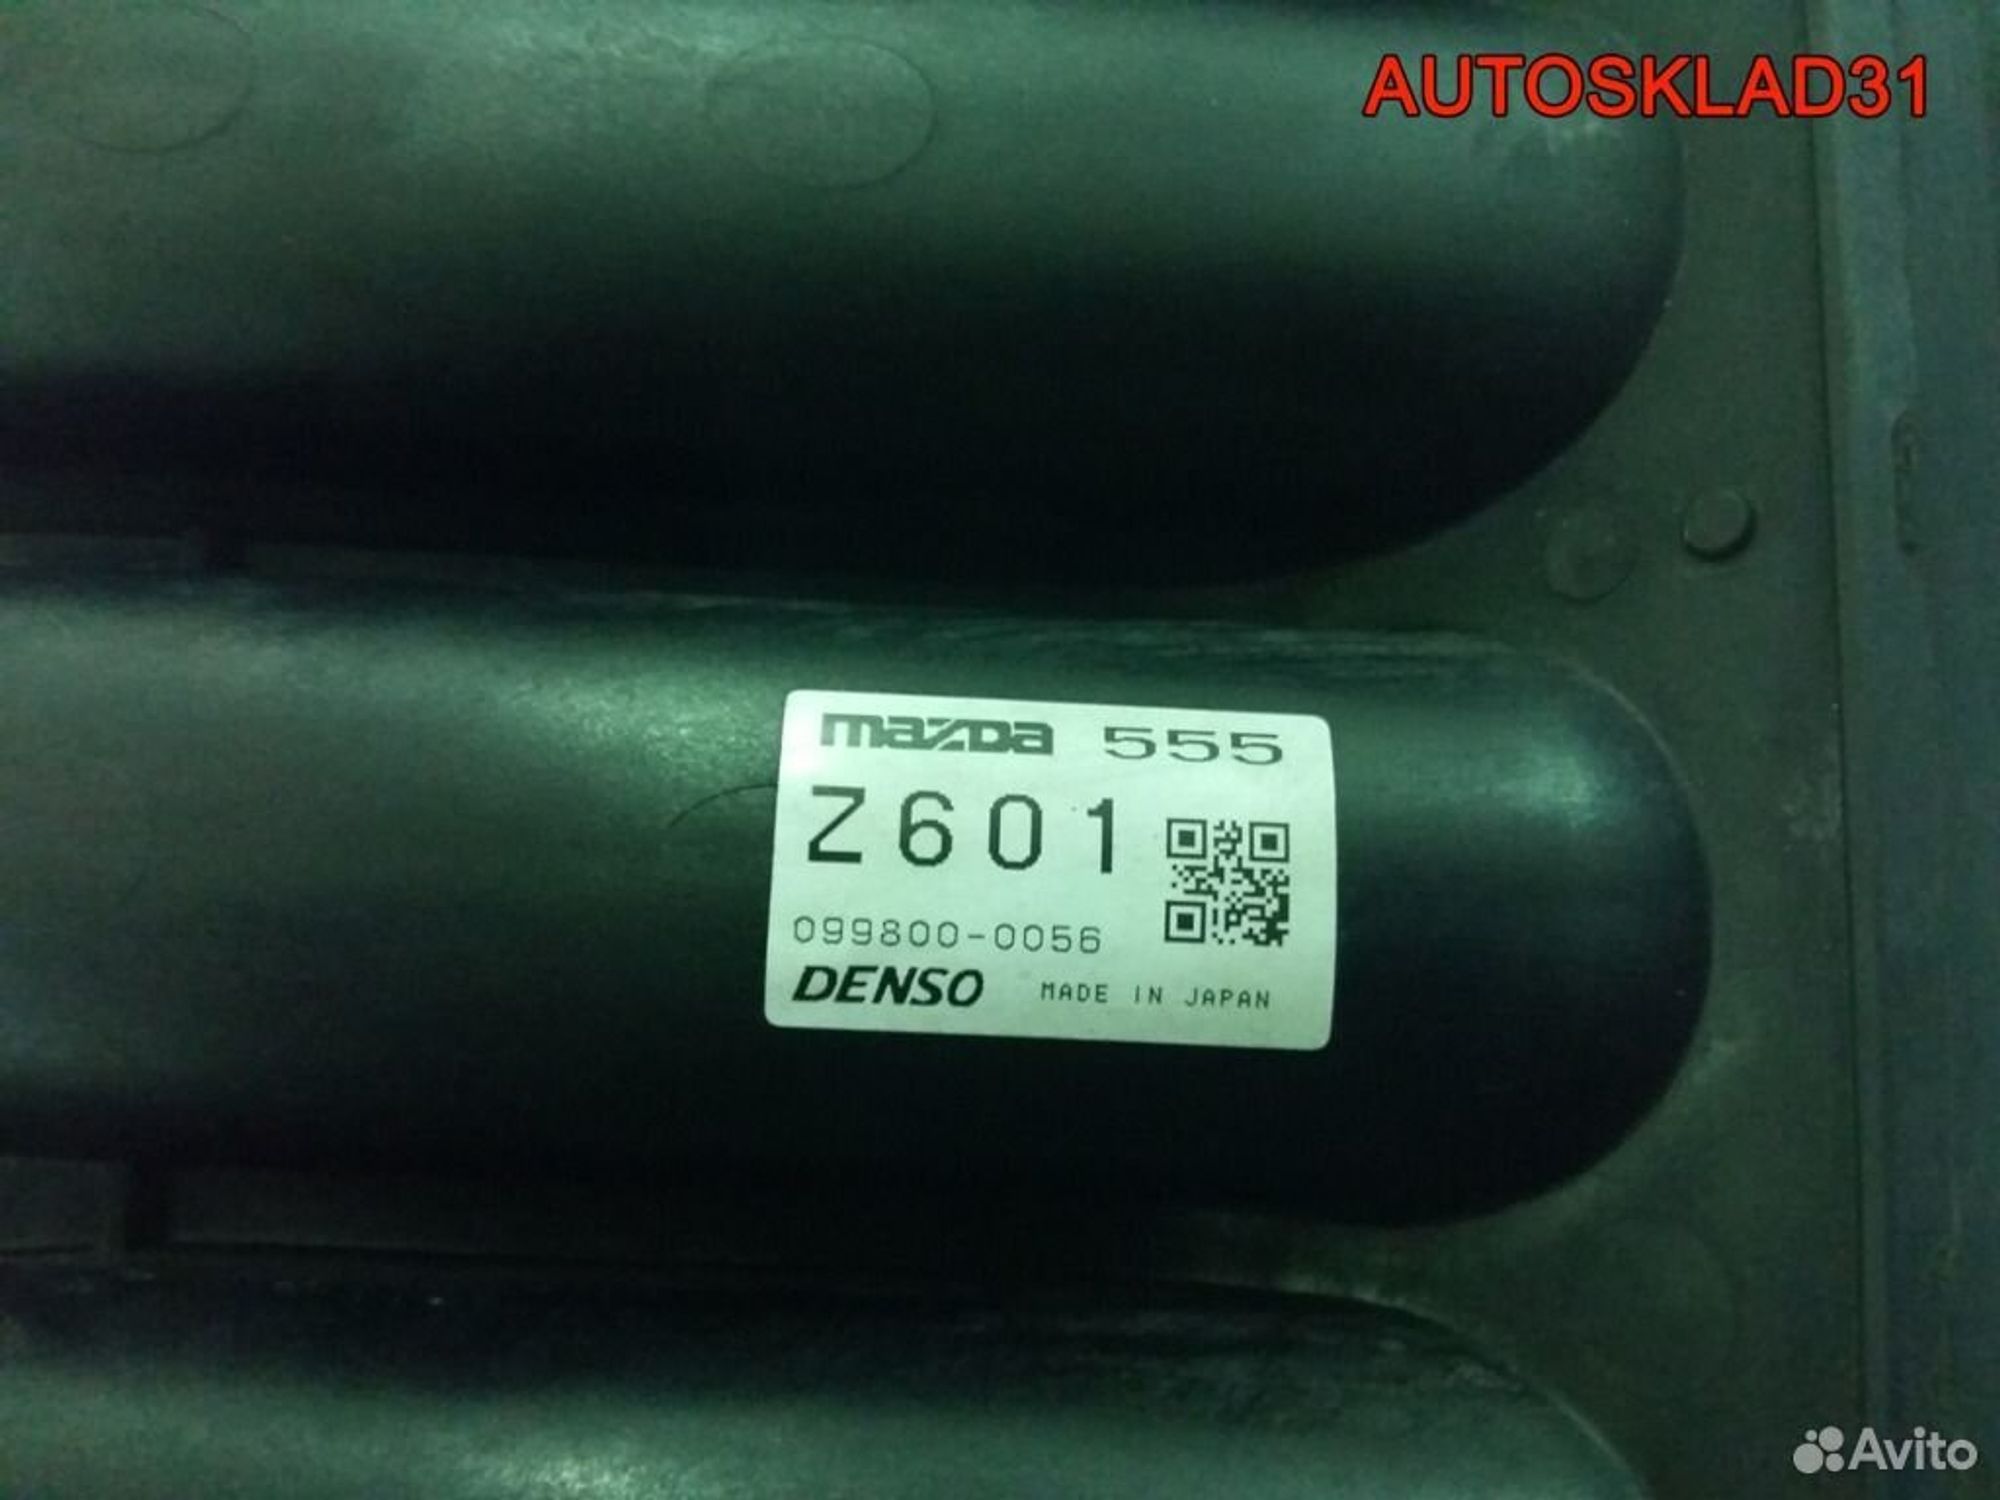 AUTOSKLAD31
mazda 555
Z601
099800-0056
DENSO MADE IN JAPAN
Avito